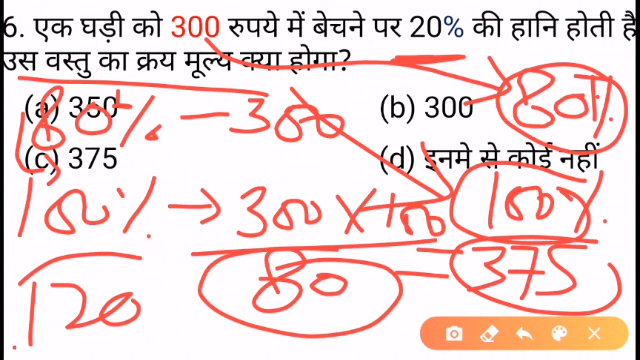 6. एक घड़ी को 300 रुपये में बेचने पर 20% की हानि होती है
उस वस्तु का क्रय मूल्य क्या होगा?
(a) 350 (b) 300
80% - 300 80%
(c) 375 (d) इनमे से कोई नहीं
100% → 300 × 100 100%
80 = 375
120